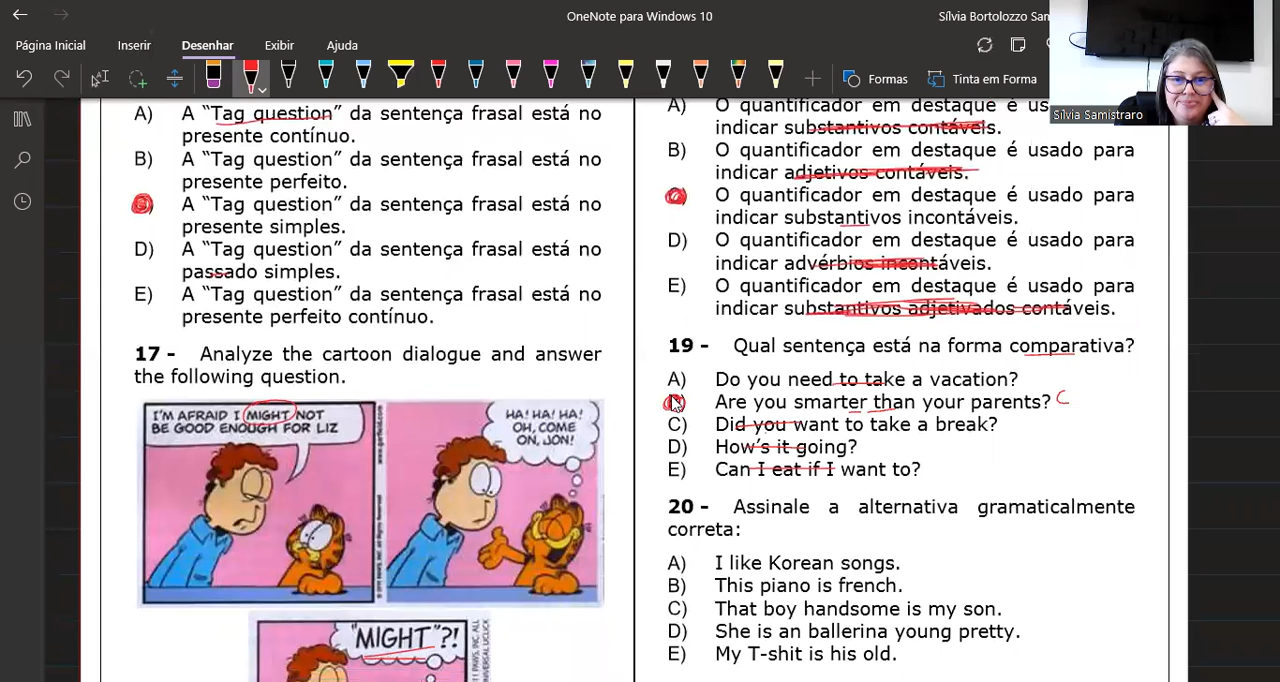 OneNote para Windows 10
Sílvia Bortolozzo Sam
Página Inicial
Inserir
Desenhar
Exibir
Ajuda
Formas
Tinta em Forma
Sílvia Samistraro
A) A “Tag question” da sentença frasal está no
presente contínuo.
B) A “Tag question” da sentença frasal está no
presente perfeito.
A “Tag question” da sentença frasal está no
presente simples.
D) A “Tag question” da sentença frasal está no
passado simples.
E) A “Tag question” da sentença frasal está no
presente perfeito contínuo.
17 - Analyze the cartoon dialogue and answer
the following question.
I'M AFRAID I MIGHT NOT
BE GOOD ENOUGH FOR LIZ
www.garfield.com
HA! HA! HA!
OH, COME
ON, JON!
"MIGHT"?!
A) O quantificador em destaque é
indicar substantivos contáveis.
B) O quantificador em destaque é usado para
indicar adjetivos contáveis.
O quantificador em destaque é usado para
indicar substantivos incontáveis.
D) O quantificador em destaque é usado para
indicar advérbios incontáveis.
E) O quantificador em destaque é usado para
indicar substantivos adjetivados contáveis.
19 - Qual sentença está na forma comparativa?
A) Do you need to take a vacation?
Are you smarter than your parents? C
C) Did you want to take a break?
D) How’s it going?
E) Can I eat if I want to?
20 - Assinale a alternativa gramaticalmente
correta:
A) I like Korean songs.
B) This piano is french.
C) That boy handsome is my son.
D) She is an ballerina young pretty.
E) My T-shit is his old.